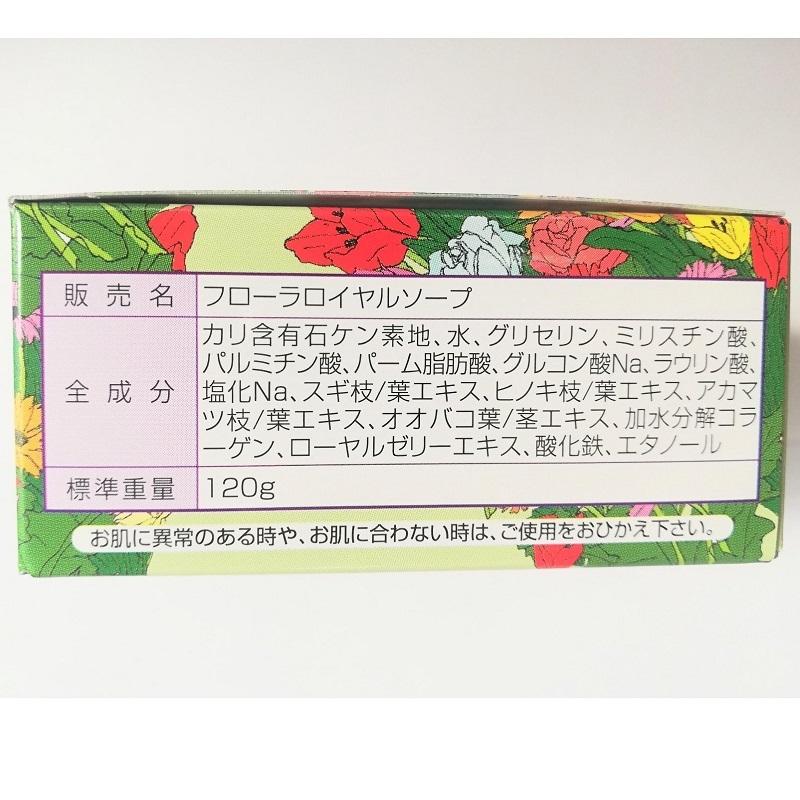 販売名 フローラロイヤルソープ
全成分 カリ含有石ケン素地、水、グリセリン、ミリスチン酸、
パルミチン酸、パーム脂肪酸、グルコン酸Na、ラウリン酸、
塩化Na、スギ枝/葉エキス、ヒノキ枝/葉エキス、アカマ
ツ枝/葉エキス、オオバコ葉/茎エキス、加水分解コラ
ーゲン、ローヤルゼリーエキス、酸化鉄、エタノール
標準重量 120g
お肌に異常のある時や、お肌に合わない時は、ご使用をおひかえ下さい。